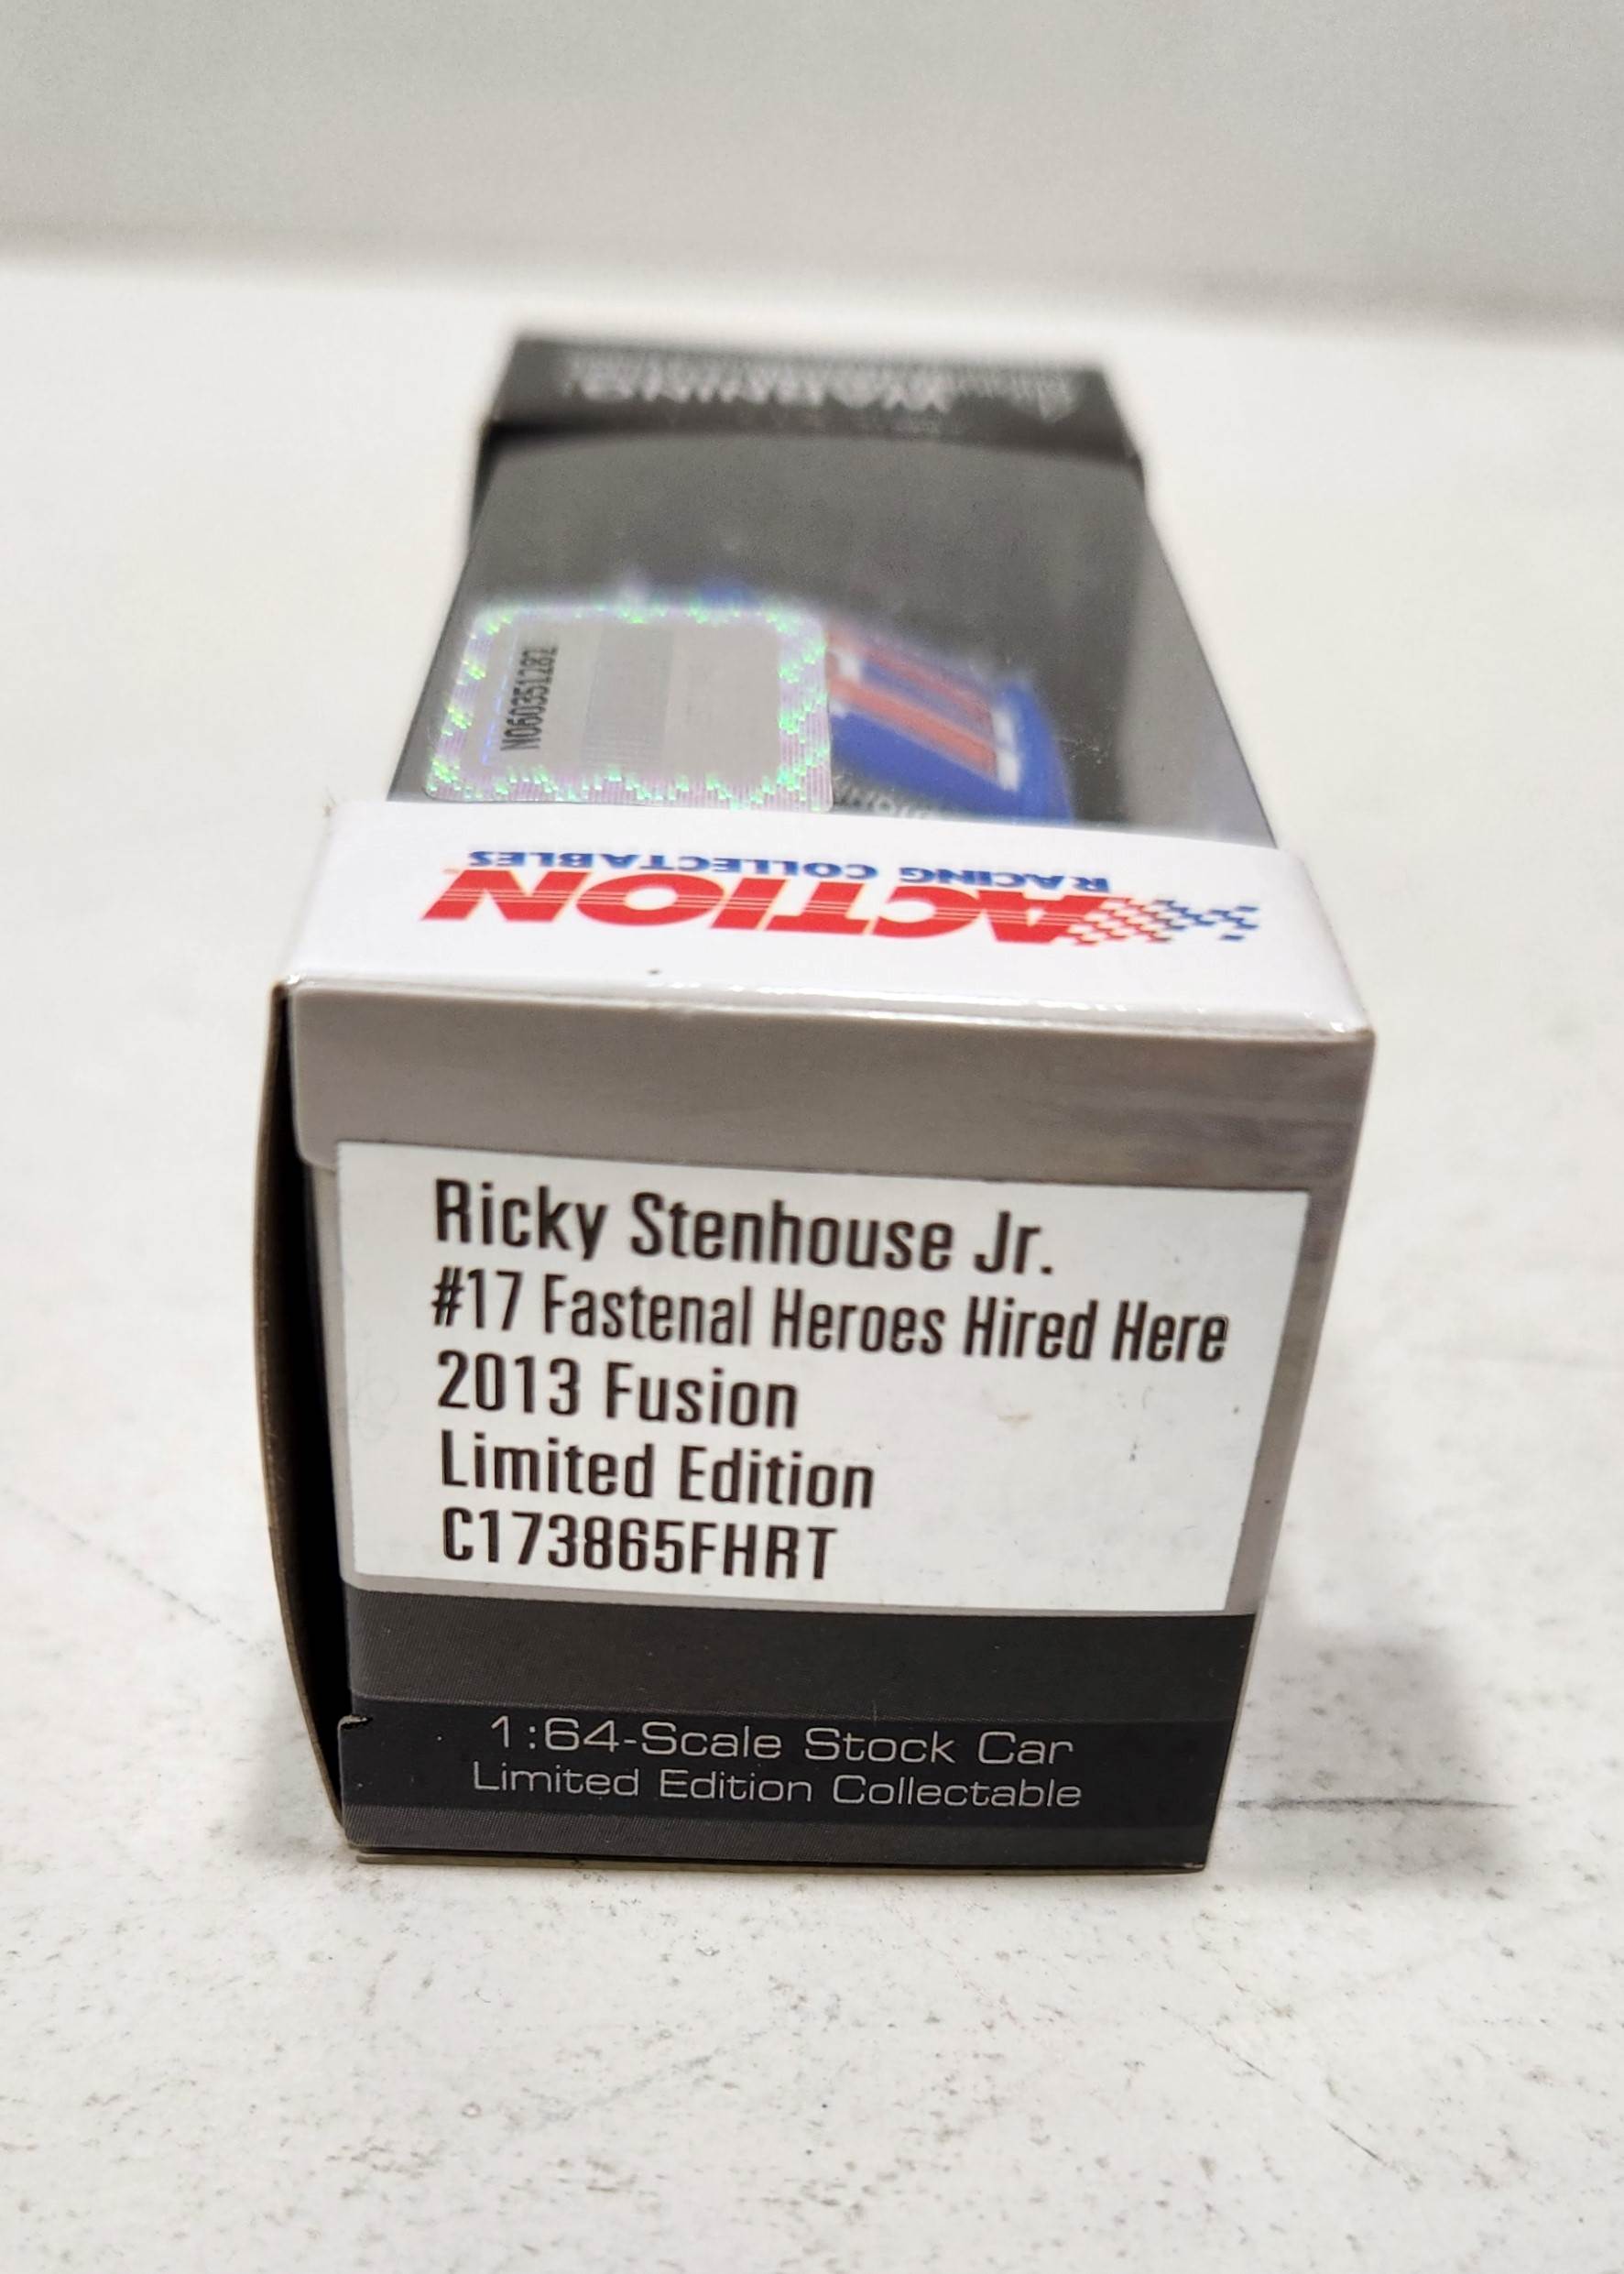 WARNING
N060351282
ACTION
RACING COLLECTABLES
Ricky Stenhouse Jr.
#17 Fastenal Heroes Hired Here
2013 Fusion
Limited Edition
C173865FHRT
1:64-Scale Stock Car
Limited Edition Collectable